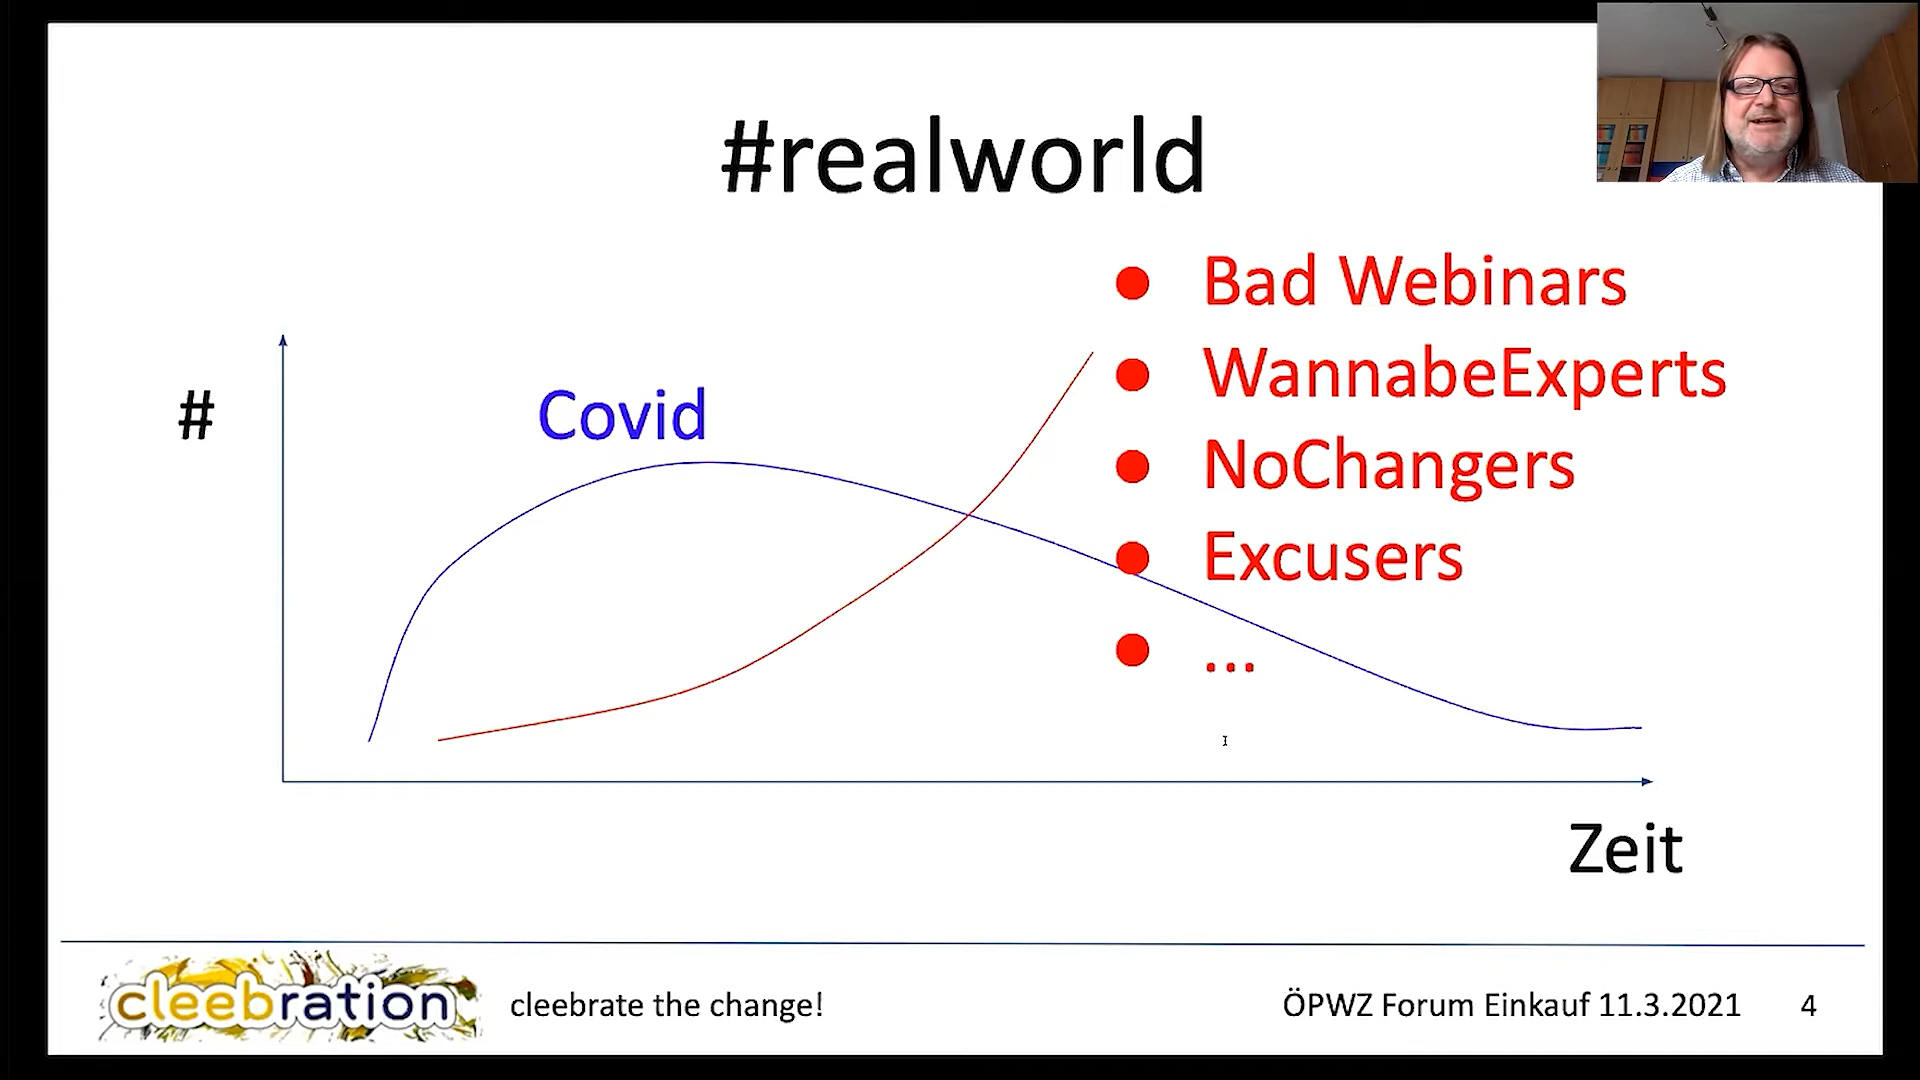 #realworld
Bad Webinars
WannabeExperts
NoChangers
Excusers
...
#
Covid
Zeit
cleebration
cleebrate the change!
ÖPWZ Forum Einkauf 11.3.2021
4